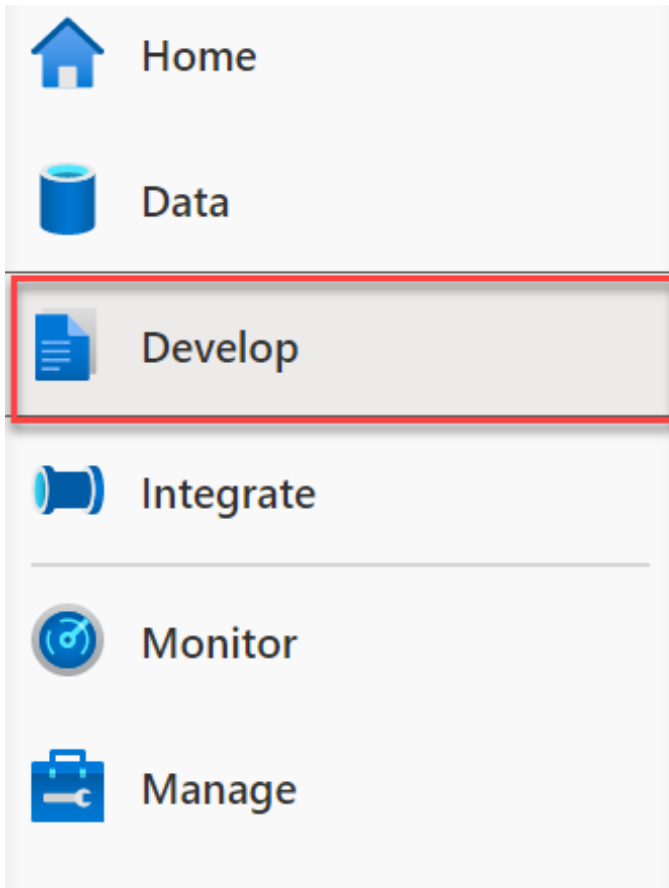 Home
Data
Develop
Integrate
Monitor
Manage